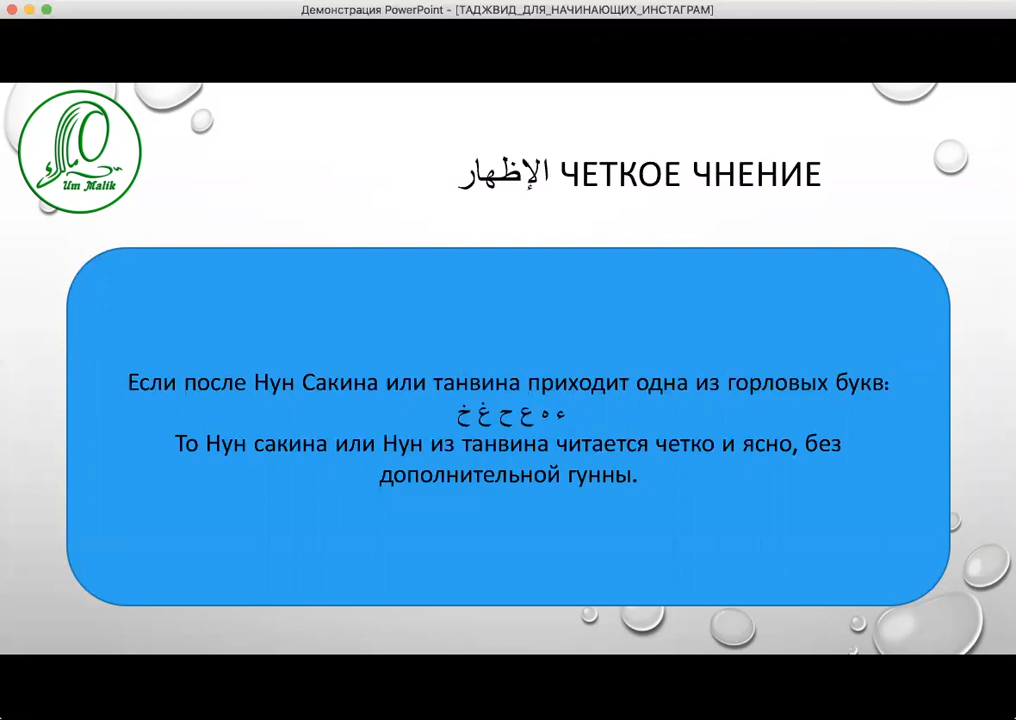 Демонстрация PowerPoint - [ТАДЖВИД_ДЛЯ_НАЧИНАЮЩИХ_ИНСТАГРАМ]
Um Malik
الإظهار ЧЕТКОЕ ЧНЕНИЕ
Если после Нун Сакина или танвина приходит одна из горловых букв:
ء ه ع ح غ خ
То Нун сакина или Нун из танвина читается четко и ясно, без
дополнительной гунны.